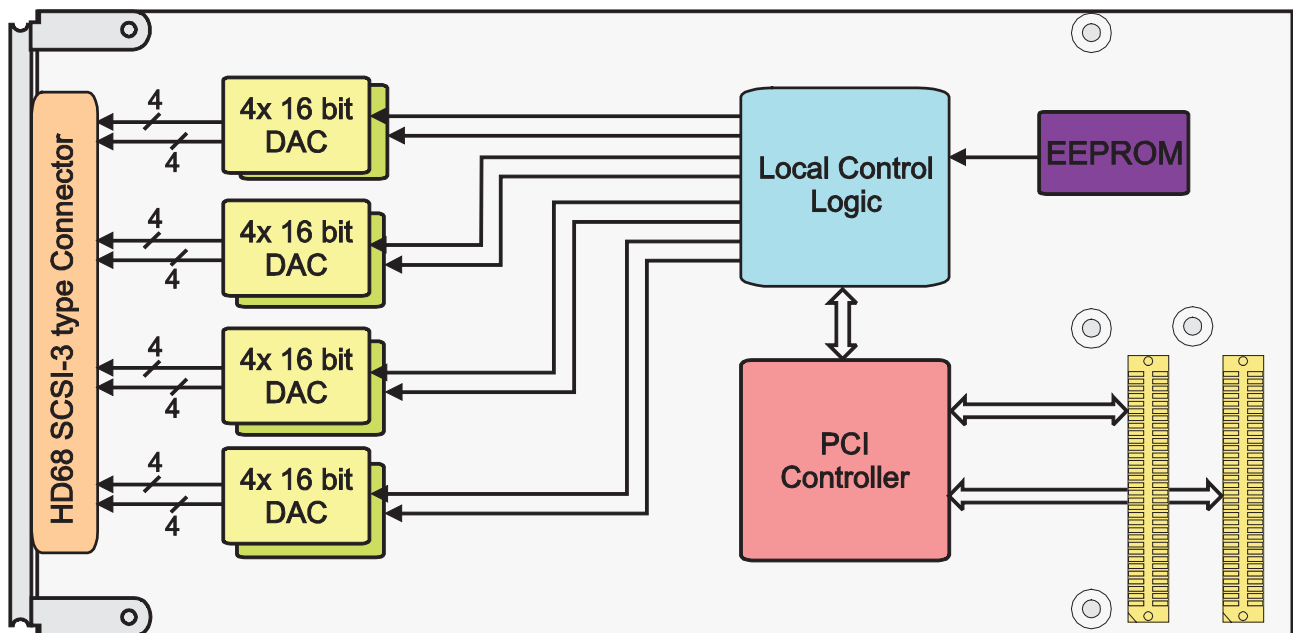 HD68 SCSI-3 type Connector
4
4
4x 16 bit
DAC
4
4
4x 16 bit
DAC
4
4
4x 16 bit
DAC
4
4
4x 16 bit
DAC
Local Control
Logic
EEPROM
PCI
Controller